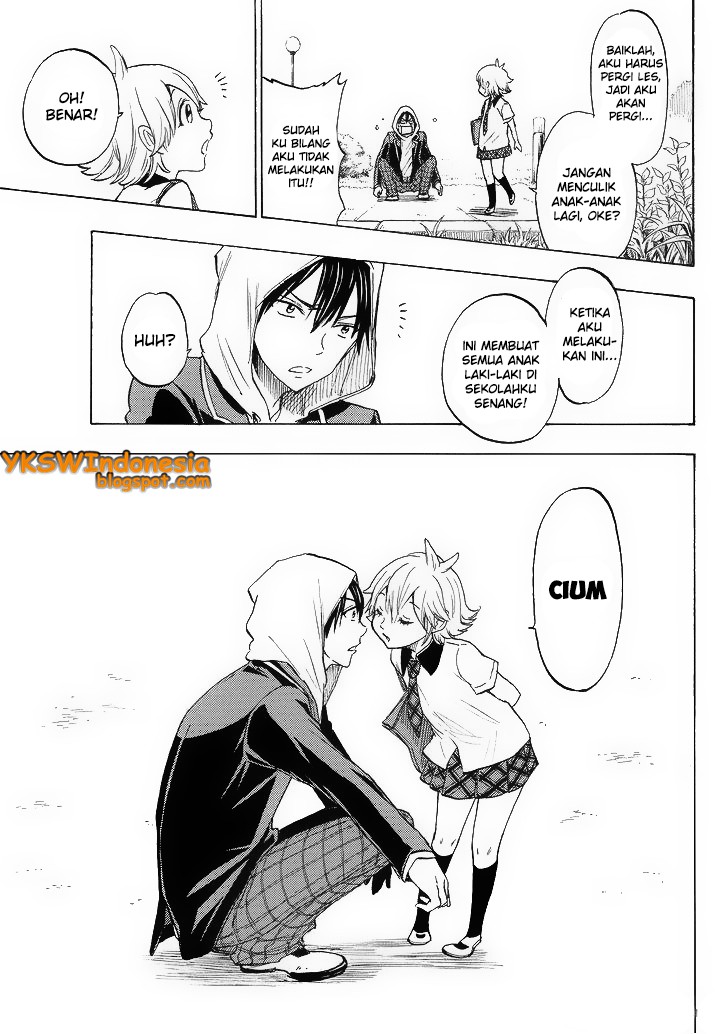 BAIKLAH,
AKU HARUS
PERGI LES,
JADI AKU
AKAN
PERGI...
JANGAN
MENCULIK
ANAK-ANAK
LAGI, OKE?
SUDAH
KU BILANG
AKU TIDAK
MELAKUKAN
ITU!!
OH!
BENAR!
KETIKA
AKU
MELAKU-
KAN INI...
INI MEMBUAT
SEMUA ANAK
LAKI-LAKI DI
SEKOLAHKU
SENANG!
HUH?
YKSWIndonesia
blogspot.com
CIUM